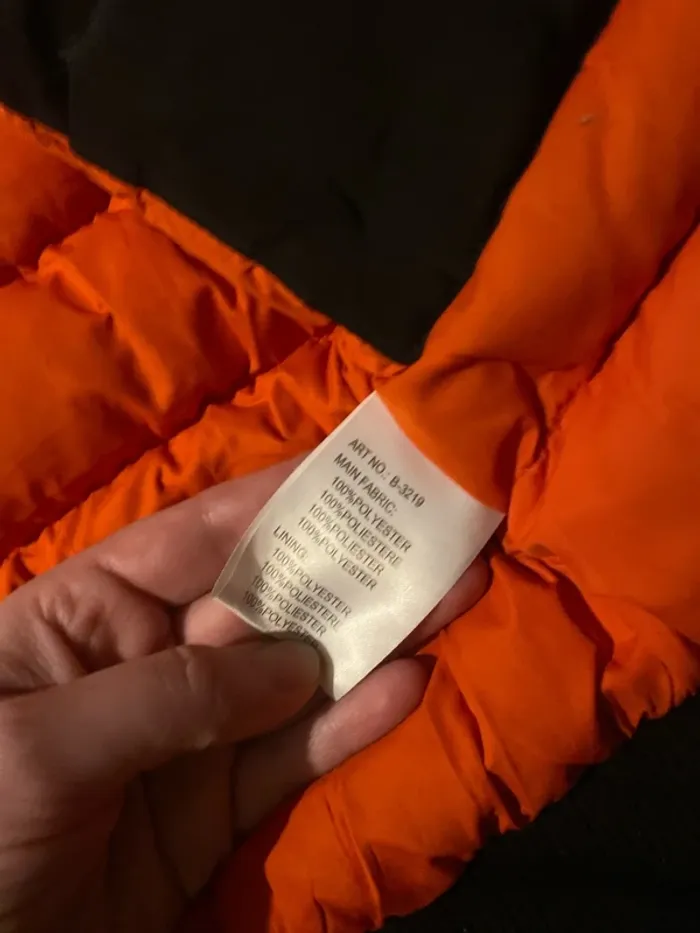 ART NO.: B-3219
MAIN FABRIC:
100%POLYESTER
100%POLIESTERE
100%POLIESTER
100%POLYESTER
LINING:
100%POLYESTER
100%POLIESTERE
100%POLIESTER
100%POLYESTER